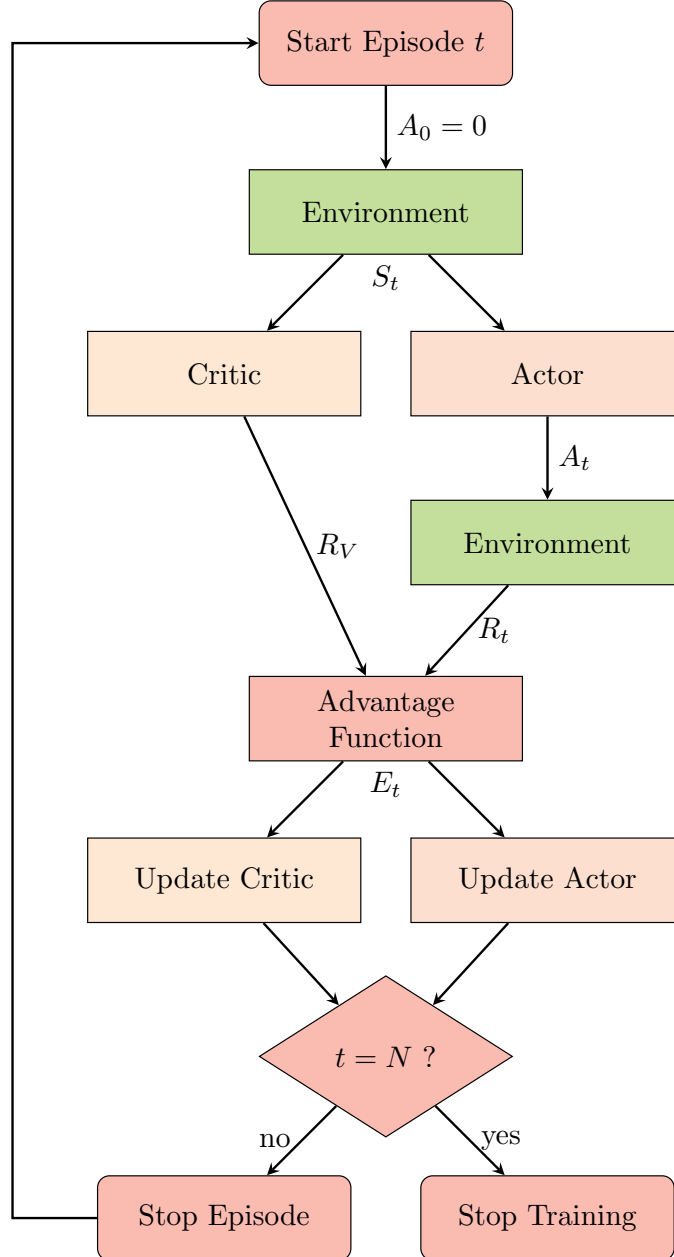 Start Episode t
A₀ = 0
Environment
Sₜ
Critic
Actor
Aₜ
R_V
Environment
Rₜ
Advantage
Function
Eₜ
Update Critic
Update Actor
t = N ?
no
yes
Stop Episode
Stop Training